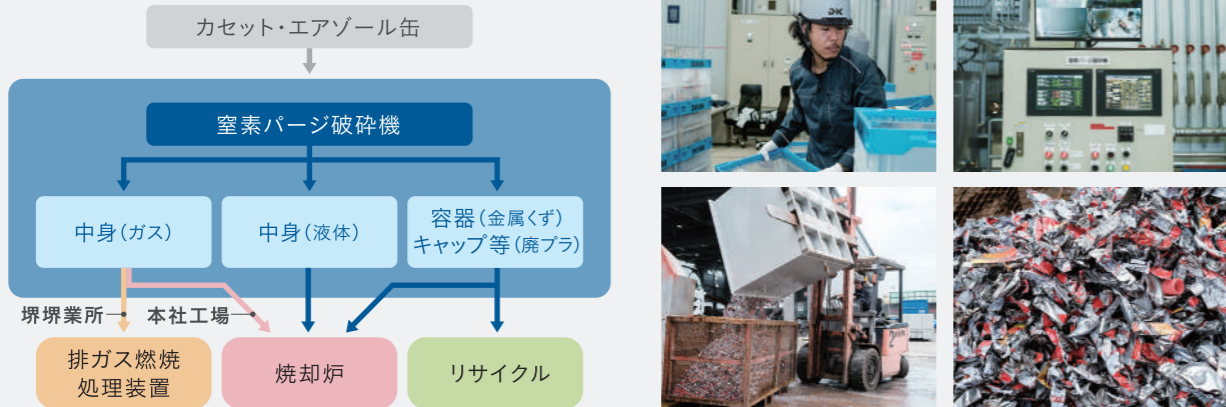 カセット・エアゾール缶
窒素パージ破砕機
中身（ガス）
中身（液体）
容器（金属くず）
キャップ等（廃プラ）
堺堺業所
本社工場
排ガス燃焼
処理装置
焼却炉
リサイクル
DK